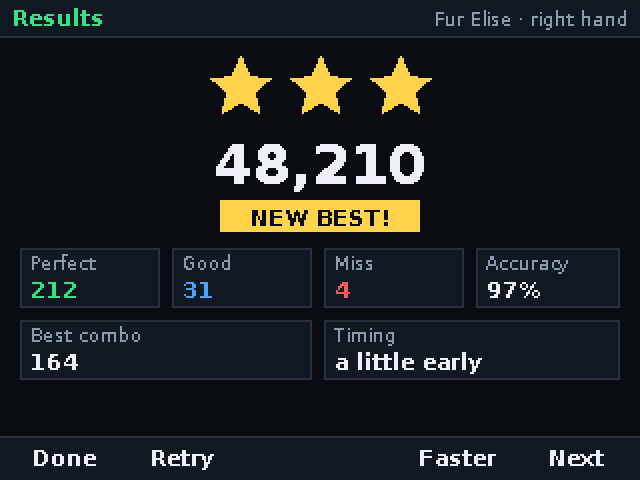 Results
Fur Elise · right hand
48,210
NEW BEST!
Perfect
212
Good
31
Miss
4
Accuracy
97%
Best combo
164
Timing
a little early
Done
Retry
Faster
Next